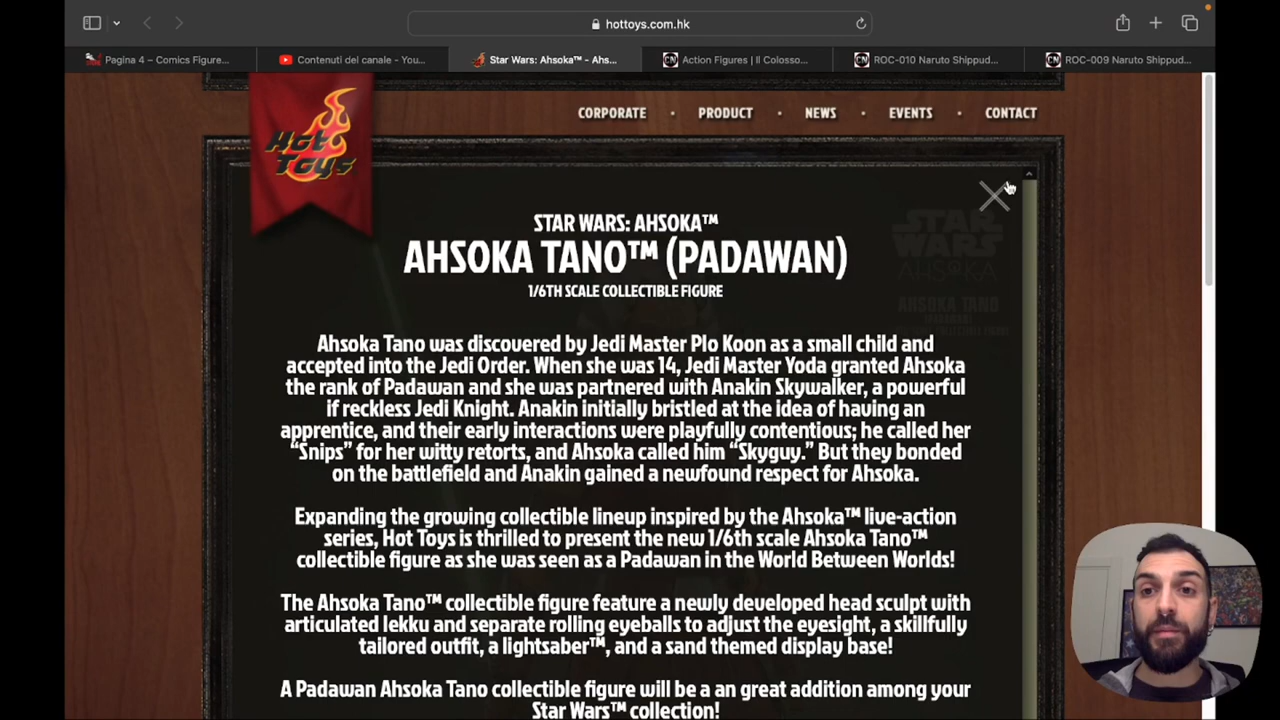 hottoys.com.hk
Pagina 4 – Comics Figure...
Contenuti del canale - You...
Star Wars: Ahsoka™ - Ahs...
Action Figures | Il Colosso...
ROC-010 Naruto Shippud...
ROC-009 Naruto Shippud...
Hot Toys
CORPORATE • PRODUCT • NEWS • EVENTS • CONTACT
STAR WARS: AHSOKA™
AHSOKA TANO™ (PADAWAN)
1/6TH SCALE COLLECTIBLE FIGURE
STAR WARS
AHSOKA
AHSOKA TANO
Ahsoka Tano was discovered by Jedi Master Plo Koon as a small child and
accepted into the Jedi Order. When she was 14, Jedi Master Yoda granted Ahsoka
the rank of Padawan and she was partnered with Anakin Skywalker, a powerful
if reckless Jedi Knight. Anakin initially bristled at the idea of having an
apprentice, and their early interactions were playfully contentious; he called her
“Snips” for her witty retorts, and Ahsoka called him “Skyguy.” But they bonded
on the battlefield and Anakin gained a newfound respect for Ahsoka.
Expanding the growing collectible lineup inspired by the Ahsoka™ live-action
series, Hot Toys is thrilled to present the new 1/6th scale Ahsoka Tano™
collectible figure as she was seen as a Padawan in the World Between Worlds!
The Ahsoka Tano™ collectible figure feature a newly developed head sculpt with
articulated lekku and separate rolling eyeballs to adjust the eyesight, a skillfully
tailored outfit, a lightsaber™, and a sand themed display base!
A Padawan Ahsoka Tano collectible figure will be a an great addition among your
Star Wars™ collection!